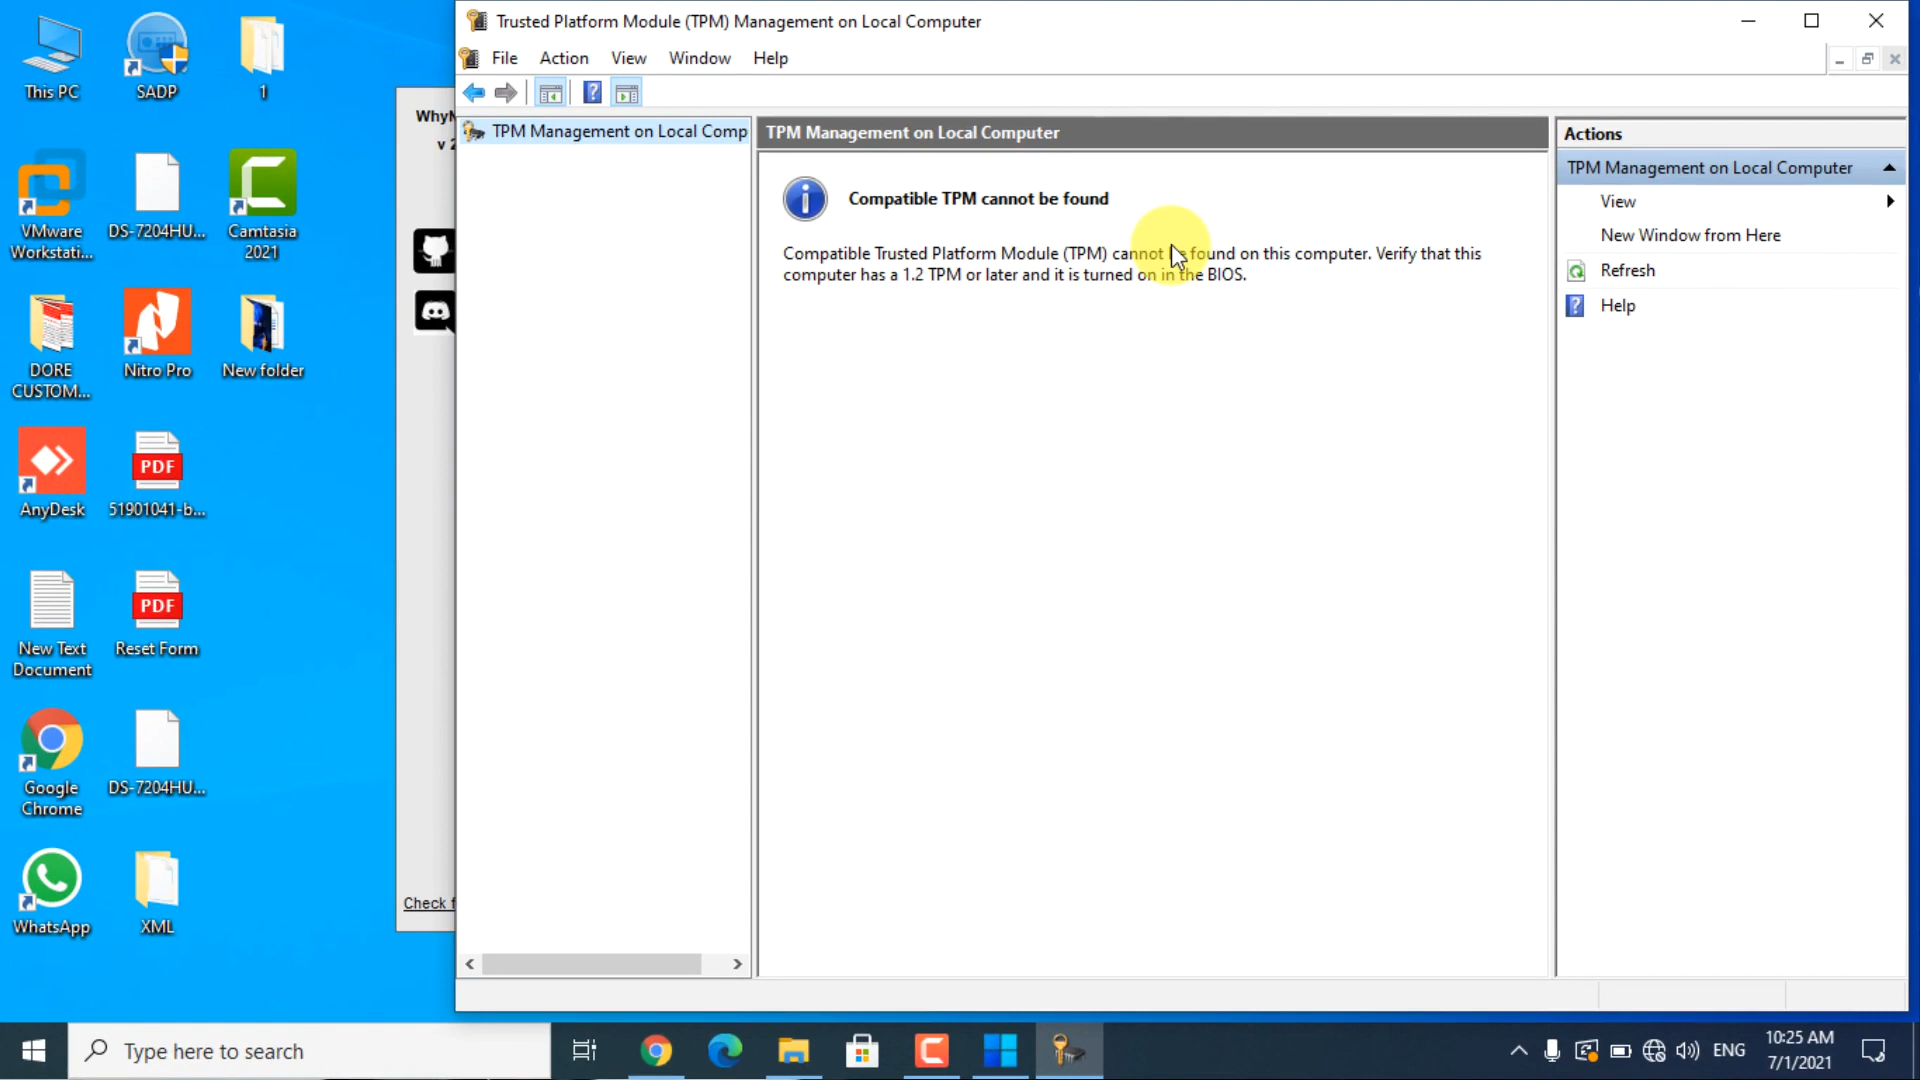 Trusted Platform Module (TPM) Management on Local Computer
File Action View Window Help
TPM Management on Local Comp
TPM Management on Local Computer
Compatible TPM cannot be found
Compatible Trusted Platform Module (TPM) cannot be found on this computer. Verify that this
computer has a 1.2 TPM or later and it is turned on in the BIOS.
Actions
TPM Management on Local Computer
View
New Window from Here
Refresh
Help
This PC
SADP
1
VMware
Workstati...
DS-7204HU...
Camtasia
2021
DORE
CUSTOM...
Nitro Pro
New folder
AnyDesk
PDF
51901041-b...
New Text
Document
PDF
Reset Form
Google
Chrome
DS-7204HU...
WhatsApp
XML
v 2
Check f
Type here to search
ENG
10:25 AM
7/1/2021